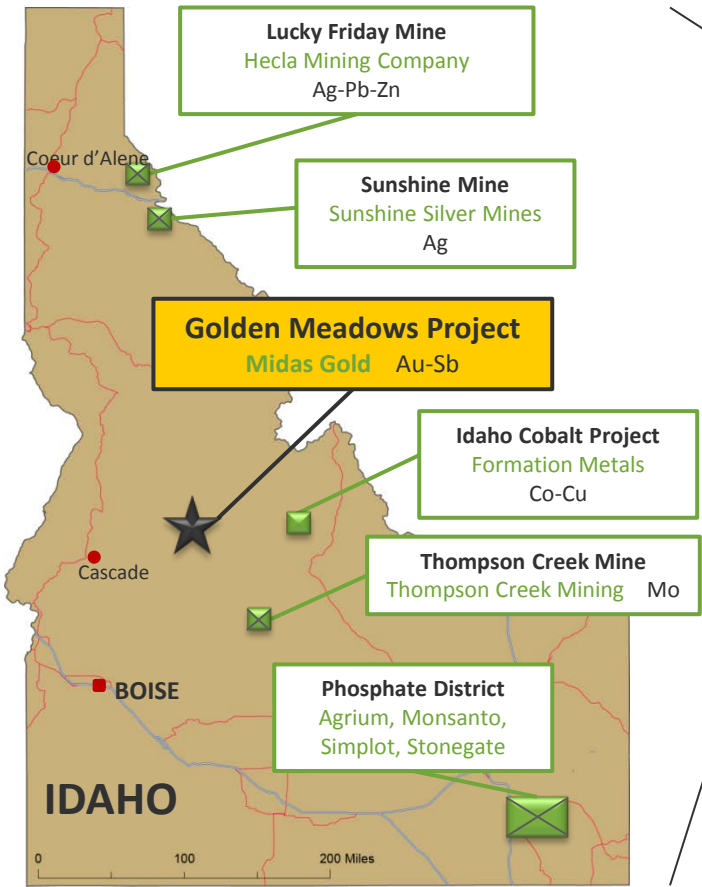 Lucky Friday Mine
Hecla Mining Company
Ag-Pb-Zn
Coeur d’Alene
Sunshine Mine
Sunshine Silver Mines
Ag
Golden Meadows Project
Midas Gold Au-Sb
Idaho Cobalt Project
Formation Metals
Co-Cu
Cascade
Thompson Creek Mine
Thompson Creek Mining Mo
BOISE
Phosphate District
Agrium, Monsanto,
Simplot, Stonegate
IDAHO
0 100 200 Miles